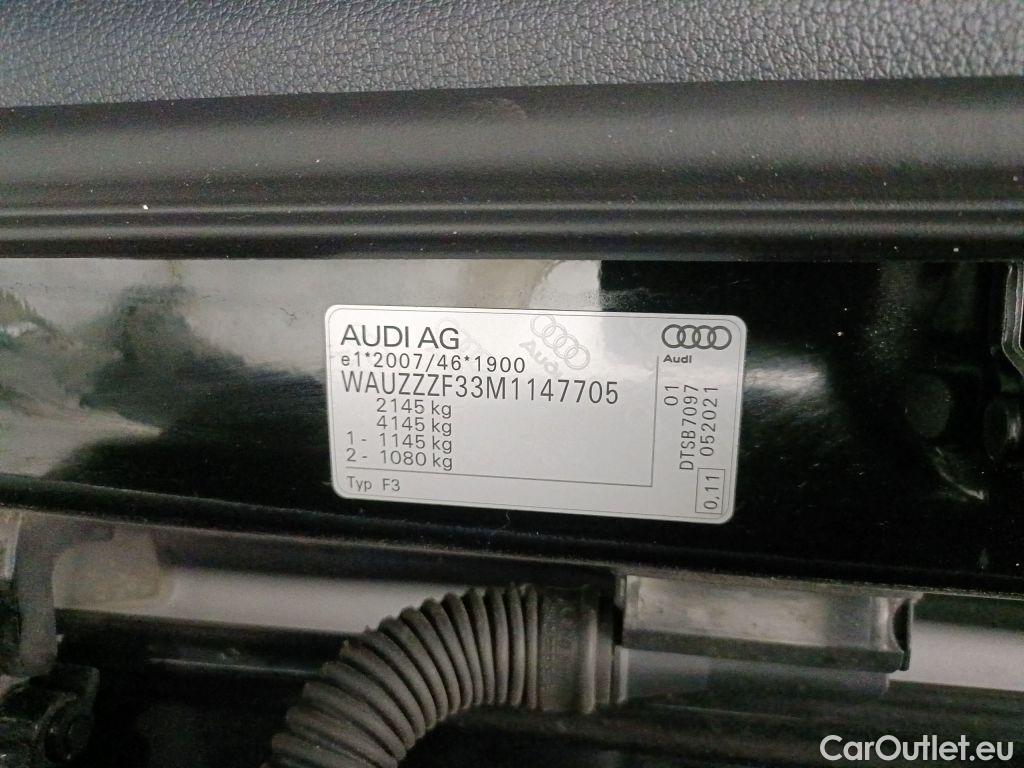 AUDI AG
e1*2007/46*1900
WAUZZZF33M1147705
2145 kg
4145 kg
1 - 1145 kg
2 - 1080 kg
Typ F3
Audi
Audi
01
DTSB7097
052021
0.11
CarOutlet.eu